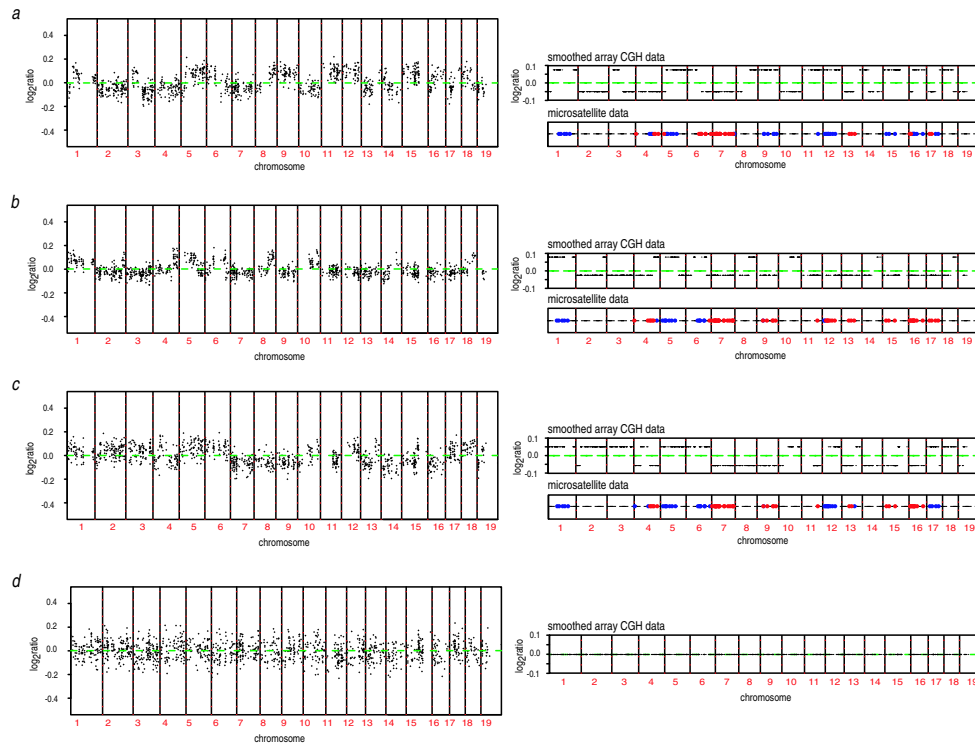 a
0.4
0.2
0.0
-0.2
-0.4
log2ratio
1 2 3 4 5 6 7 8 9 10 11 12 13 14 15 16 17 18 19
chromosome
smoothed array CGH data
0.1
0.0
-0.1
log2ratio
microsatellite data
1 2 3 4 5 6 7 8 9 10 11 12 13 14 15 16 17 18 19
chromosome
b
0.4
0.2
0.0
-0.2
-0.4
log2ratio
1 2 3 4 5 6 7 8 9 10 11 12 13 14 15 16 17 18 19
chromosome
smoothed array CGH data
0.1
0.0
-0.1
log2ratio
microsatellite data
1 2 3 4 5 6 7 8 9 10 11 12 13 14 15 16 17 18 19
chromosome
c
0.4
0.2
0.0
-0.2
-0.4
log2ratio
1 2 3 4 5 6 7 8 9 10 11 12 13 14 15 16 17 18 19
chromosome
smoothed array CGH data
0.1
0.0
-0.1
log2ratio
microsatellite data
1 2 3 4 5 6 7 8 9 10 11 12 13 14 15 16 17 18 19
chromosome
d
0.4
0.2
0.0
-0.2
-0.4
log2ratio
1 2 3 4 5 6 7 8 9 10 11 12 13 14 15 16 17 18 19
chromosome
smoothed array CGH data
0.1
0.0
-0.1
log2ratio
1 2 3 4 5 6 7 8 9 10 11 12 13 14 15 16 17 18 19
chromosome